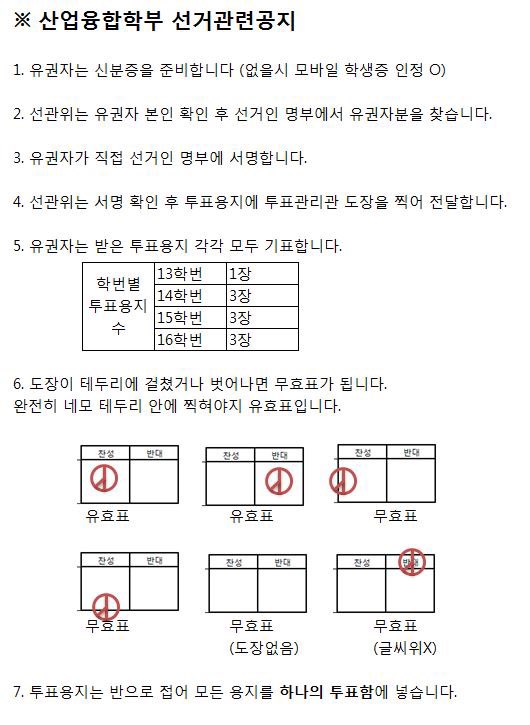 ※ 산업융합학부 선거관련공지
1. 유권자는 신분증을 준비합니다 (없을시 모바일 학생증 인정 O)
2. 선관위는 유권자 본인 확인 후 선거인 명부에서 유권자분을 찾습니다.
3. 유권자가 직접 선거인 명부에 서명합니다.
4. 선관위는 서명 확인 후 투표용지에 투표관리관 도장을 찍어 전달합니다.
5. 유권자는 받은 투표용지 각각 모두 기표합니다.
학번별
투표용지
수
13학번 1장
14학번 3장
15학번 3장
16학번 3장
6. 도장이 테두리에 걸쳤거나 벗어나면 무효표가 됩니다.
완전히 네모 테두리 안에 찍혀야지 유효표입니다.
찬성 반대 찬성 반대 찬성 반대
유효표 유효표 무효표
찬성 반대 찬성 반대 찬성 반대
무효표 무효표 무효표
(도장없음) (글씨위X)
7. 투표용지는 반으로 접어 모든 용지를 하나의 투표함에 넣습니다.